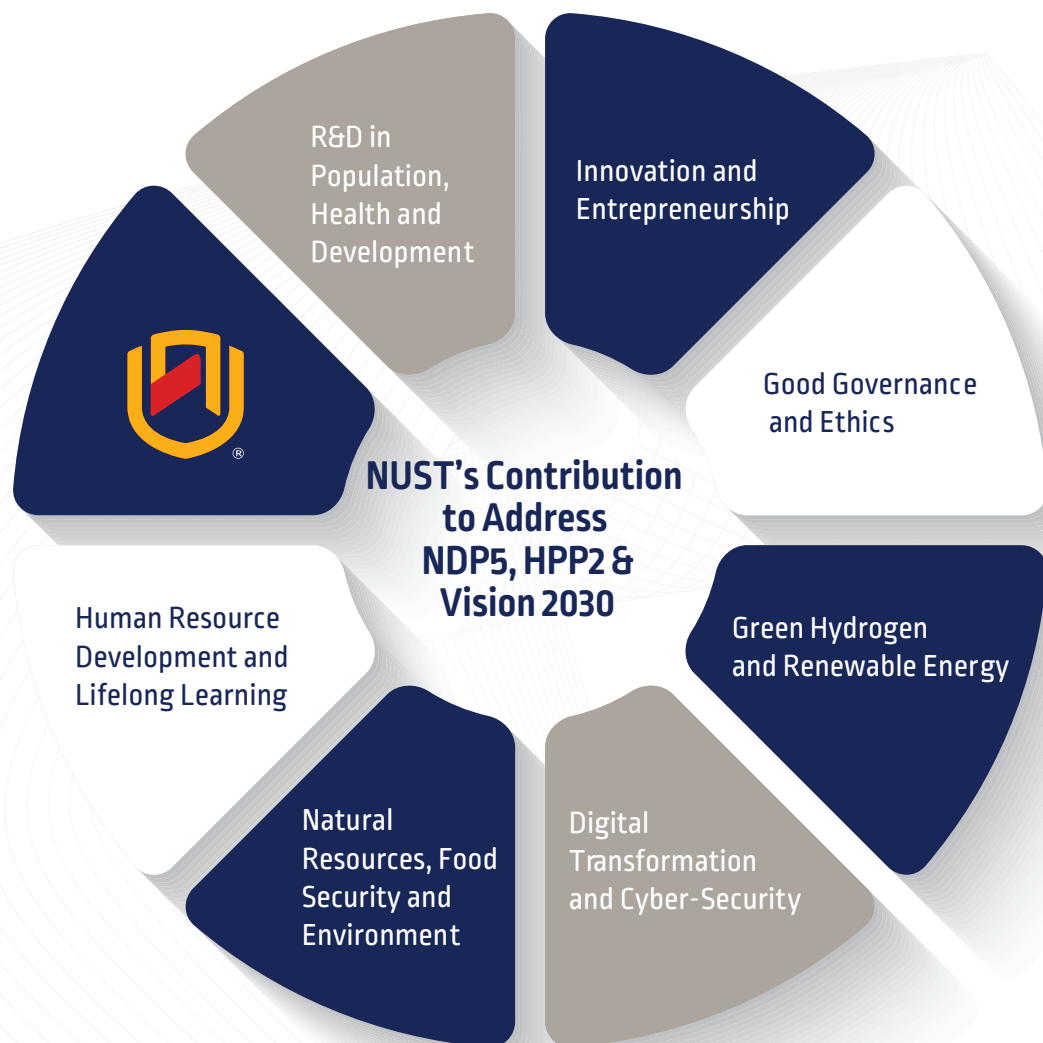 R&D in
Population,
Health and
Development
Innovation and
Entrepreneurship
Good Governance
and Ethics
®
NUST's Contribution
to Address
NDP5, HPP2 &
Vision 2030
Human Resource
Development and
Lifelong Learning
Green Hydrogen
and Renewable Energy
Natural
Resources, Food
Security and
Environment
Digital
Transformation
and Cyber-Security